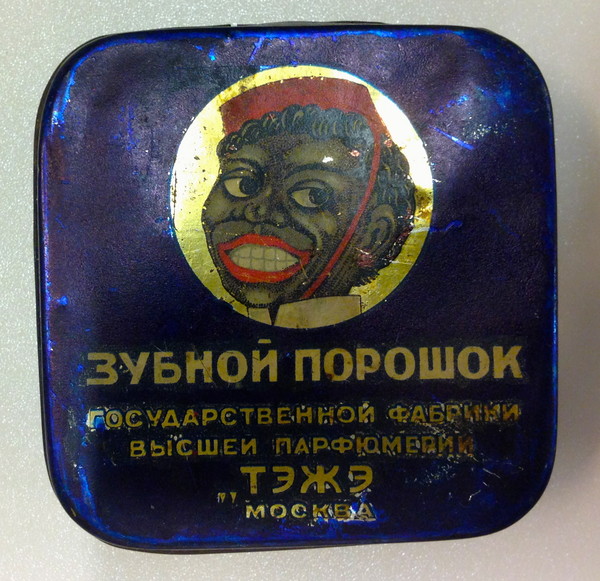 ЗУБНОЙ ПОРОШОК
ГОСУДАРСТВЕННОЙ ФАБРИКИ
ВЫСШЕЙ ПАРФЮМЕРИИ
„ТЭЖЭ
МОСКВА